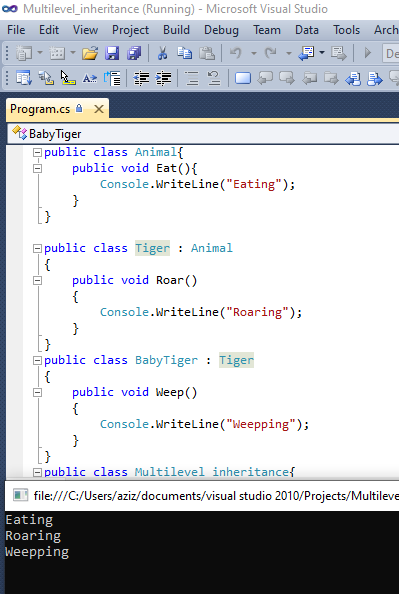 Multilevel_inheritance (Running) - Microsoft Visual Studio
File Edit View Project Build Debug Team Data Tools Arch
De
Program.cs
BabyTiger
public class Animal{
public void Eat(){
Console.WriteLine("Eating");
}
}
public class Tiger : Animal
{
public void Roar()
{
Console.WriteLine("Roaring");
}
}
public class BabyTiger : Tiger
{
public void Weep()
{
Console.WriteLine("Weepping");
}
}
public class Multilevel_inheritance{
file:///C:/Users/aziz/documents/visual studio 2010/Projects/Multileve
Eating
Roaring
Weepping